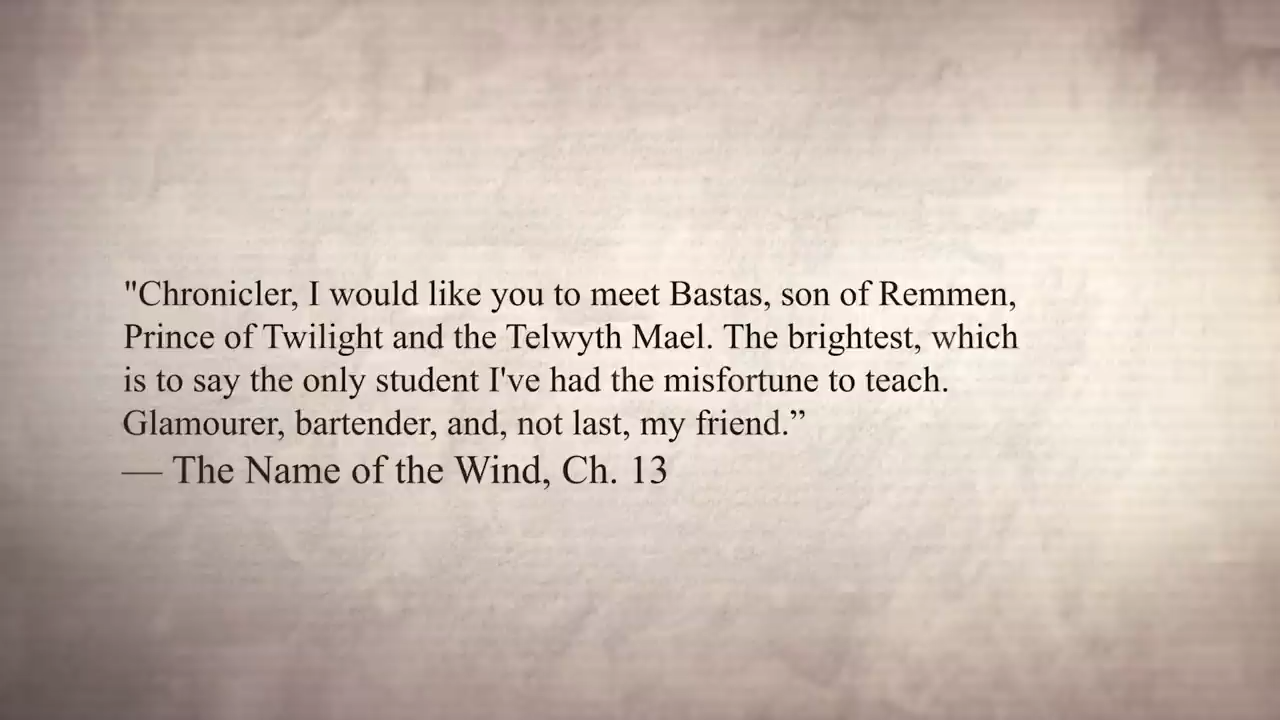 "Chronicler, I would like you to meet Bastas, son of Remmen,
Prince of Twilight and the Telwyth Mael. The brightest, which
is to say the only student I've had the misfortune to teach.
Glamourer, bartender, and, not last, my friend.”
— The Name of the Wind, Ch. 13